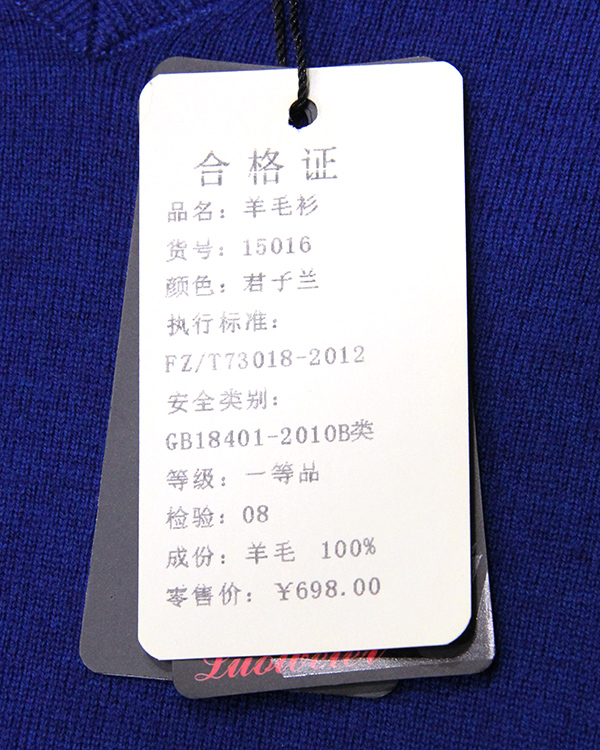 合格证
品名：羊毛衫
货号：15016
颜色：君子兰
执行标准：
FZ/T73018-2012
安全类别：
GB18401-2010B类
等级：一等品
检验：08
成份：羊毛 100%
零售价：¥698.00